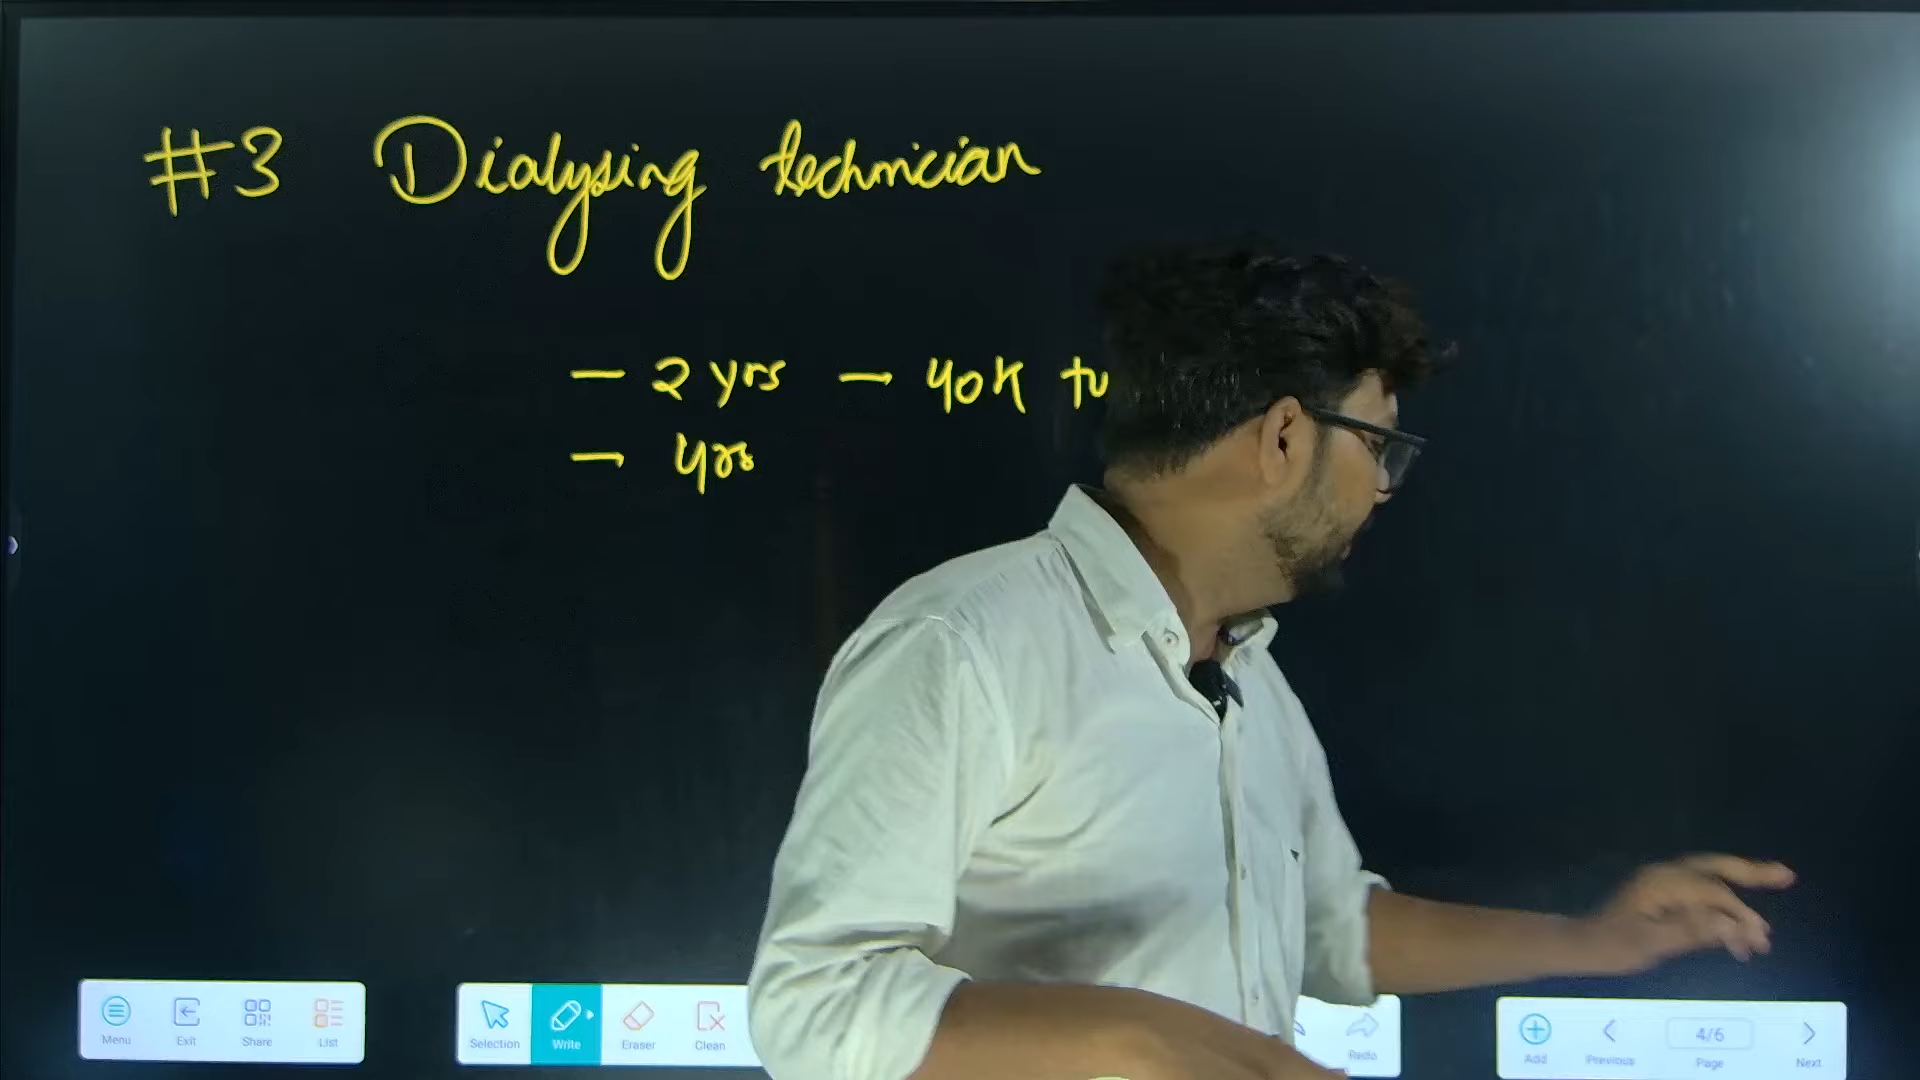 #3 Dialysing technician
— 2 yrs — 40K to
— yrs
Menu Exit Share List
Selection Write Eraser Clean
Redo
Add Previous 4/6 Page Next